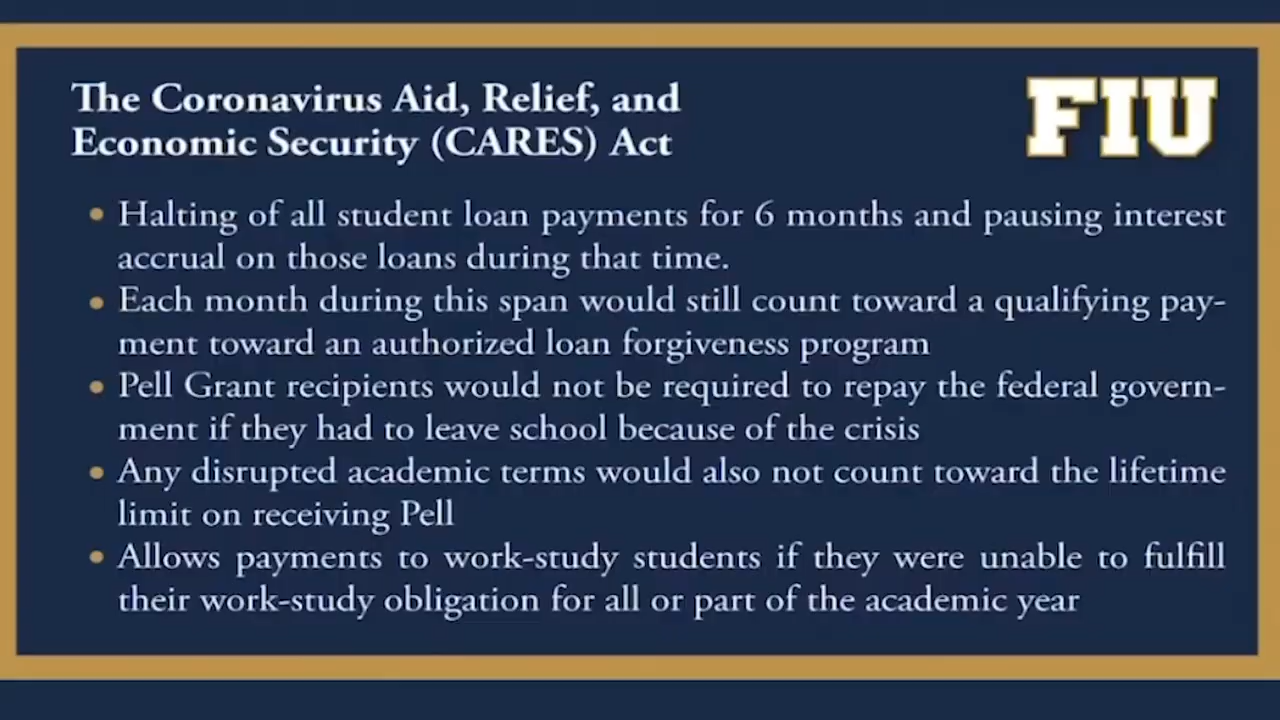 The Coronavirus Aid, Relief, and
Economic Security (CARES) Act
FIU
• Halting of all student loan payments for 6 months and pausing interest
accrual on those loans during that time.
• Each month during this span would still count toward a qualifying pay-
ment toward an authorized loan forgiveness program
• Pell Grant recipients would not be required to repay the federal govern-
ment if they had to leave school because of the crisis
• Any disrupted academic terms would also not count toward the lifetime
limit on receiving Pell
• Allows payments to work-study students if they were unable to fulfill
their work-study obligation for all or part of the academic year